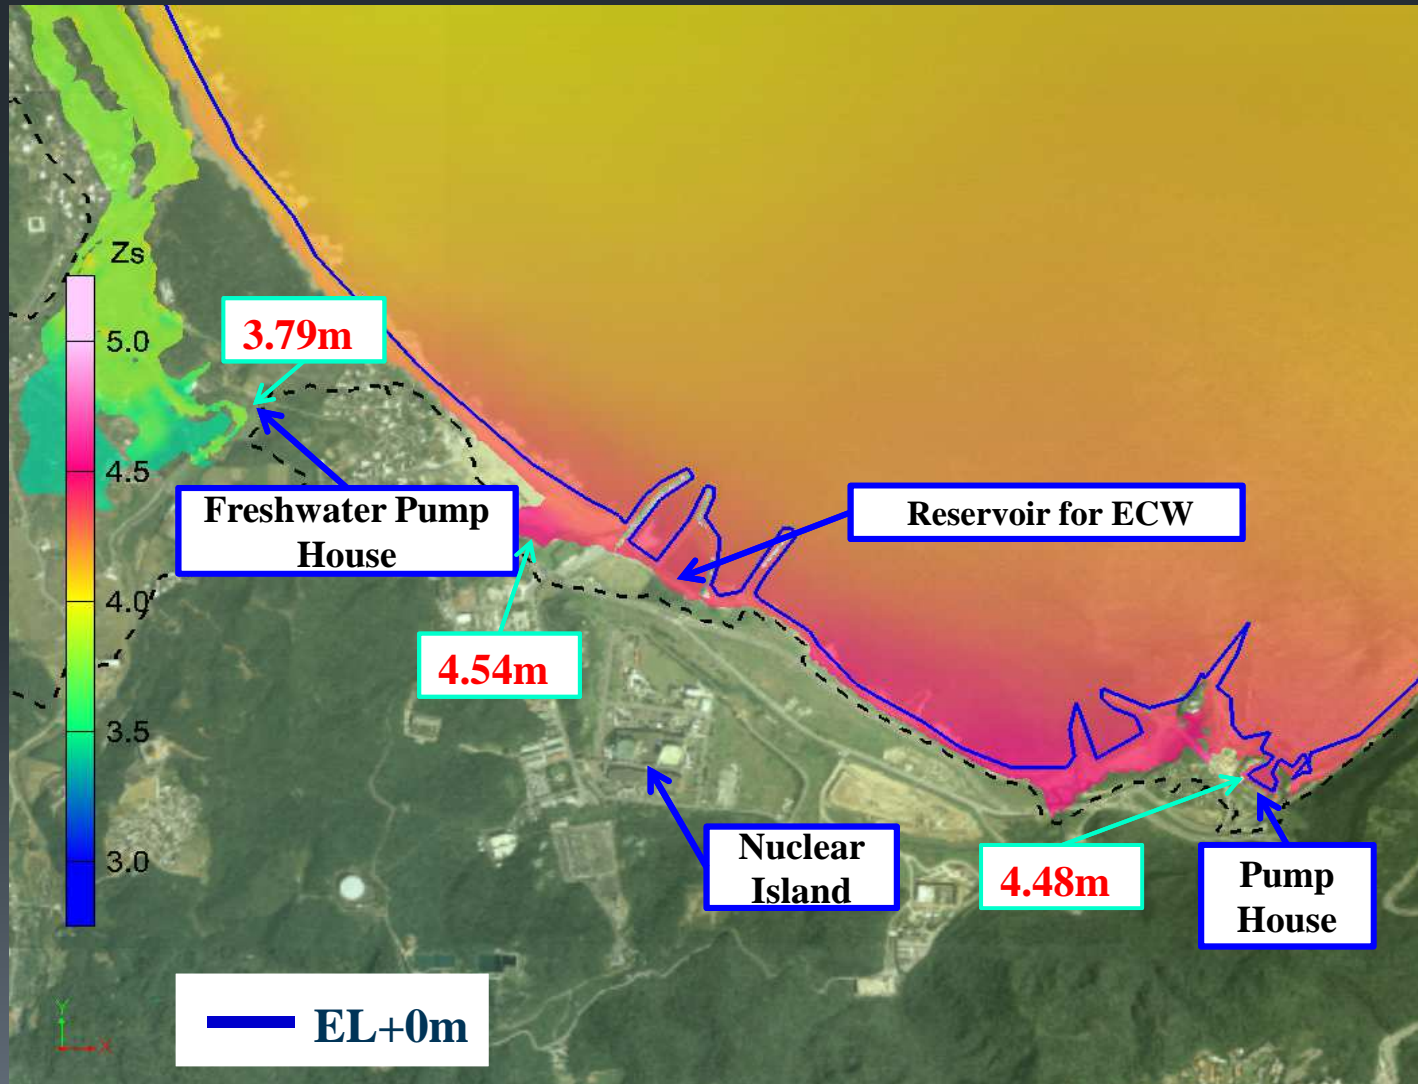 Zs
5.0
4.5
4.0
3.5
3.0
3.79m
Freshwater Pump
House
Reservoir for ECW
4.54m
Nuclear
Island
4.48m
Pump
House
EL+0m
Y
X